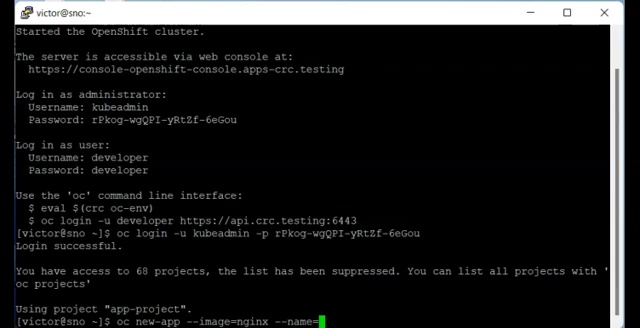 victor@sno:~
Started the OpenShift cluster.
The server is accessible via web console at:
https://console-openshift-console.apps-crc.testing
Log in as administrator:
Username: kubeadmin
Password: rPkog-wgQPI-yRtZf-6eGou
Log in as user:
Username: developer
Password: developer
Use the 'oc' command line interface:
$ eval $(crc oc-env)
$ oc login -u developer https://api.crc.testing:6443
[victor@sno ~]$ oc login -u kubeadmin -p rPkog-wgQPI-yRtZf-6eGou
Login successful.
You have access to 68 projects, the list has been suppressed. You can list all projects with '
oc projects'
Using project "app-project".
[victor@sno ~]$ oc new-app --image=nginx --name=